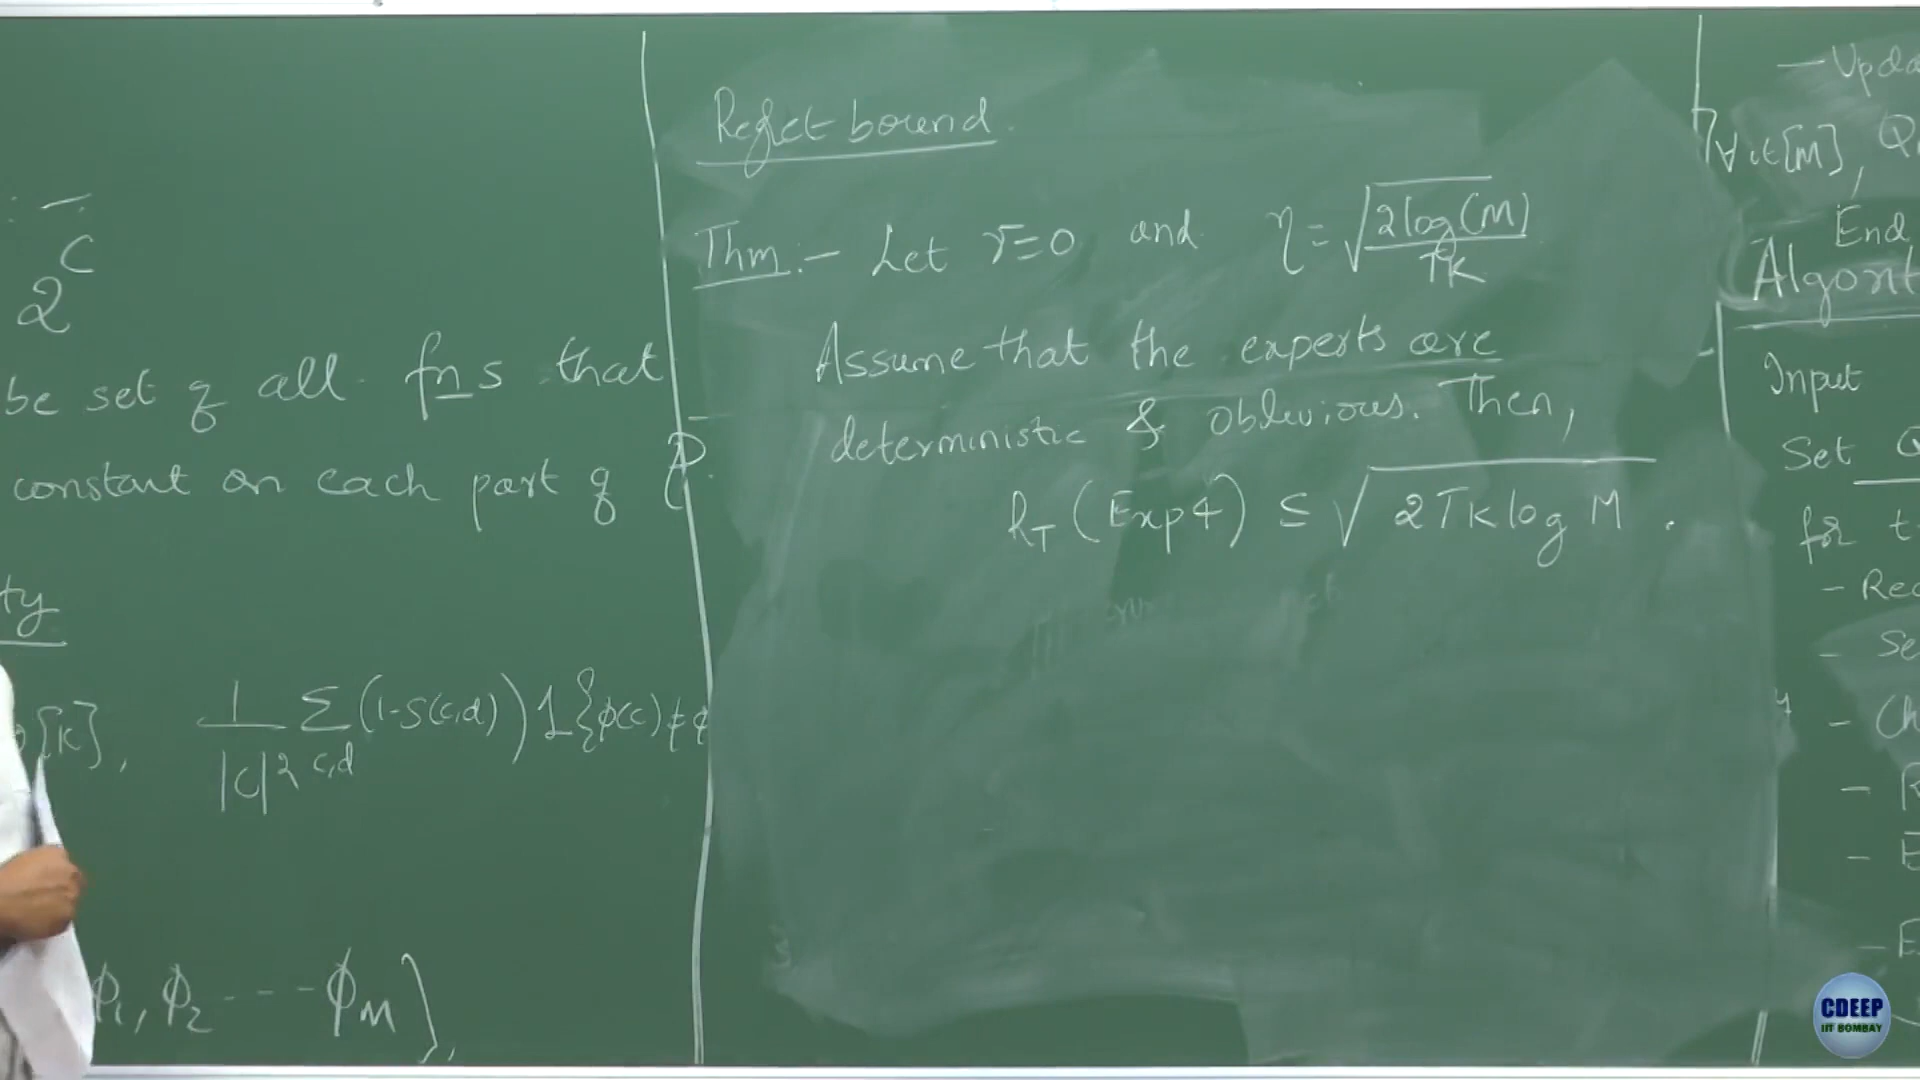 C
2
be set of all fns that
constant on each part of P.
ty
[K], 1/|C|² Σ c,d (1-s(c,d)) 1{φ(c) ≠ φ
φ1, φ2 - - - φM},
Regret bound.
Thm:- Let γ=0 and η = √(2log(M)/TK)
Assume that the experts are
deterministic & oblivious. Then,
RT (Exp4) ≤ √(2TK log M) .
— Upda
∀ i∈[M], Q
End
Algorit
Input
Set Q
for t
- Rec
- Se
- Ch
- R
- E
- E
CDEEP
IIT BOMBAY